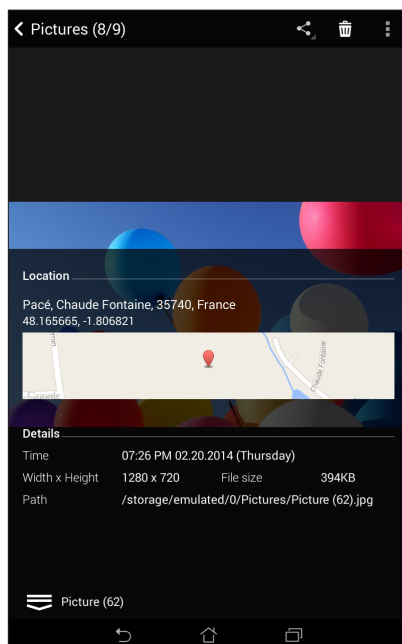 Pictures (8/9)
Location
Pacé, Chaude Fontaine, 35740, France
48.165665, -1.806821
Chaude Fontaine
Google
Details
Time 07:26 PM 02.20.2014 (Thursday)
Width x Height 1280 x 720 File size 394KB
Path /storage/emulated/0/Pictures/Picture (62).jpg
Picture (62)